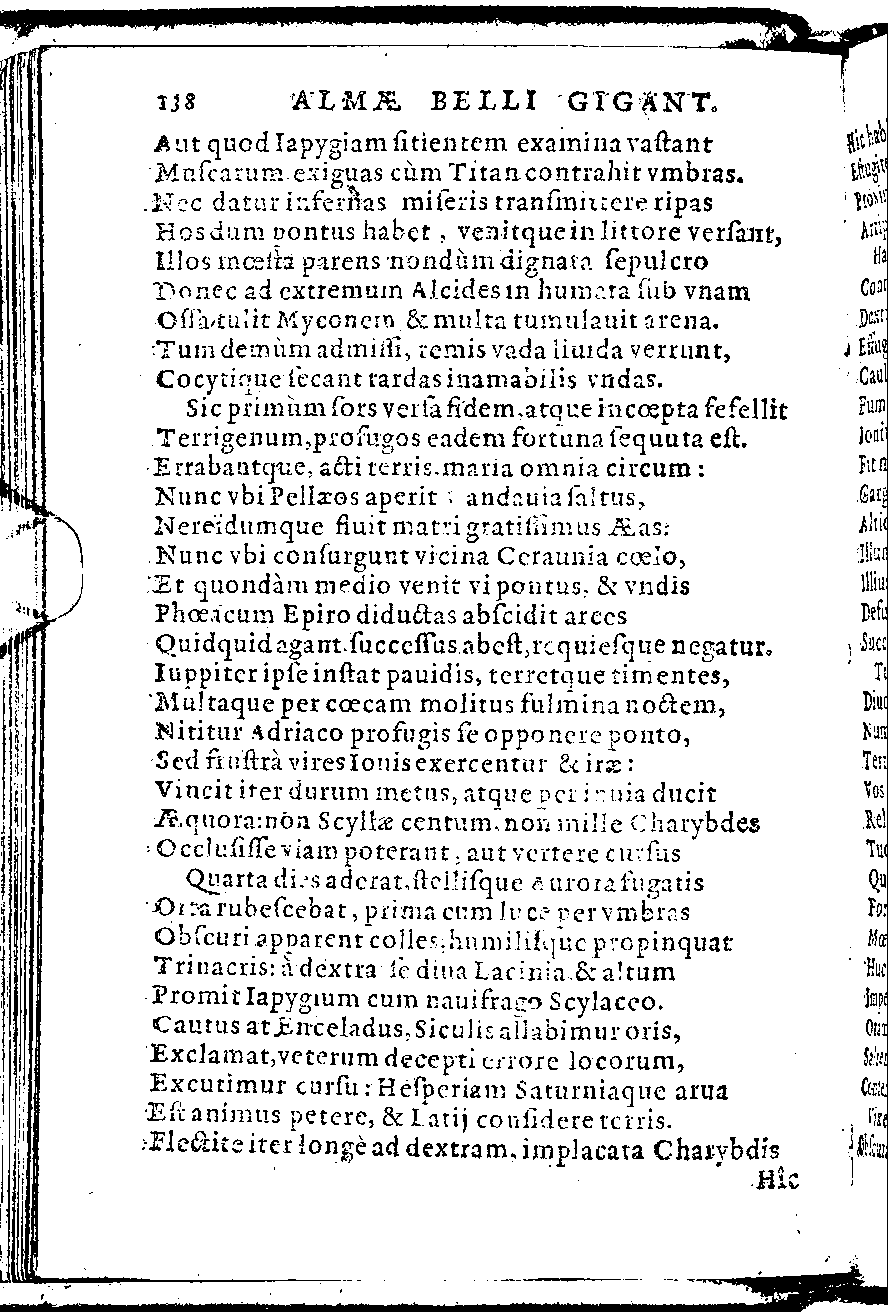 138 ALMÆ BELLI GIGANT.
Aut quod Iapygiam ſitientem examina vaſtant
Muſcarum exiguas cùm Titan contrahit vmbras.
Nec datur infernas miſeris tranſmittere ripas
Hos dum pontus habet, venitque in littore verſant,
Illos mœſta parens nondùm dignata ſepulcro
Donec ad extremum Alcides in humata ſub vnam
Oſſa tulit Myconem & multa tumulauit arena.
Tum demùm admiſſi, remis vada liuida verrunt,
Cocytique ſecant tardas inamabilis vndas.
Sic primùm ſors verſa fidem, atque incœpta fefellit
Terrigenum, profugos eadem fortuna ſequuta eſt.
Errabantque, acti terris, maria omnia circum:
Nunc vbi Pellæos aperit andauia ſaltus,
Nereïdumque fluit matri gratiſſimus Æas:
Nunc vbi conſurgunt vicina Ceraunia cœlo,
Et quondàm medio venit vi pontus, & vndis
Phœacum Epiro diductas abſcidit arces
Quidquid agant ſucceſſus abeſt, requieſque negatur.
Iuppiter ipſe inſtat pauidis, terretque timentes,
Multaque per cœcam molitus fulmina noctem,
Nititur Adriaco profugis ſe opponere ponto,
Sed fruſtrà vires Iouis exercentur & iræ:
Vincit iter durum metus, atque per inuia ducit
Æquora: non Scyllæ centum, non mille Charybdes
Occluſiſſe viam poterant, aut vertere curſus
Quarta dies aderat, ſtelliſque Aurora fugatis
Orta rubeſcebat, prima cum luce per vmbras
Obſcuri apparent colles, humiliſque propinquat
Trinacris: à dextra ſe diua Lacinia & altum
Promit Iapygium cum nauifrago Scylaceo.
Cautus at Enceladus, Siculis allabimur oris,
Exclamat, veterum decepti errore locorum,
Excutimur curſu: Heſperiam Saturniaque arua
Eſt animus petere, & Latij conſidere terris.
Flectite iter longè ad dextram, implacata Charybdis
Hîc